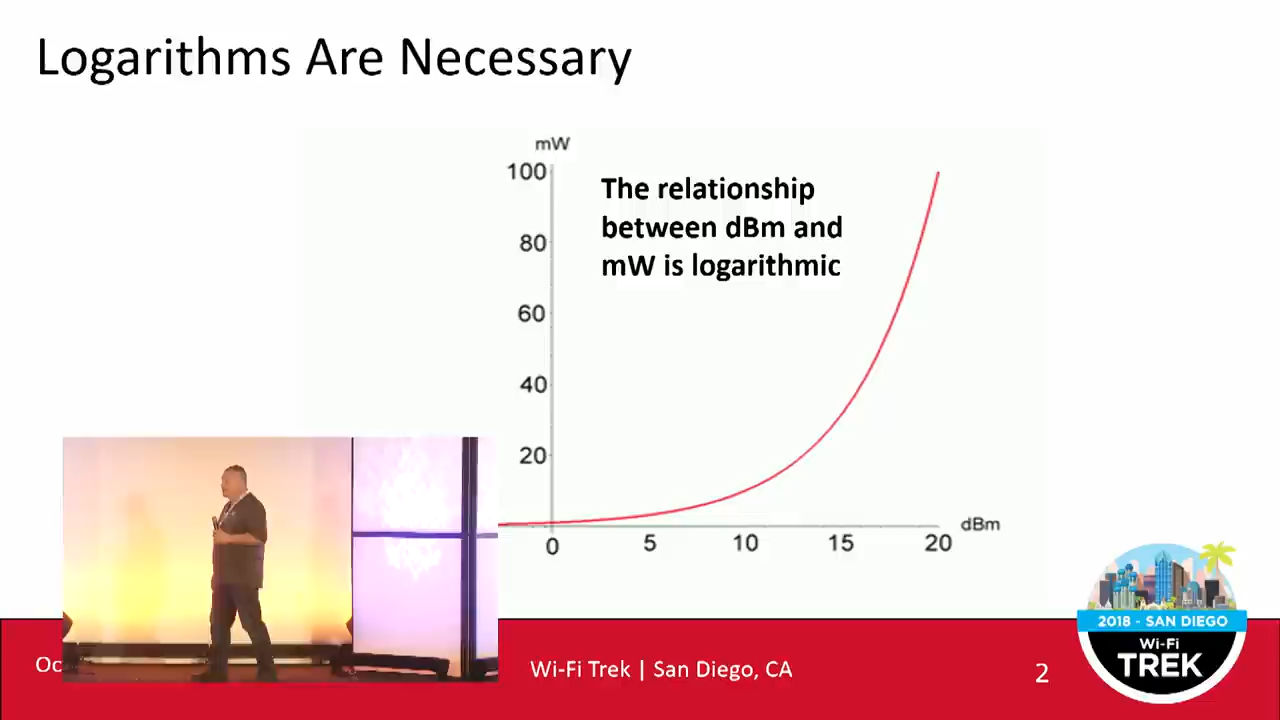 Logarithms Are Necessary
mW
100
The relationship
between dBm and
mW is logarithmic
80
60
40
20
dBm
0 5 10 15 20
2018 - SAN DIEGO
Wi-Fi
TREK
Oc
Wi-Fi Trek | San Diego, CA
2